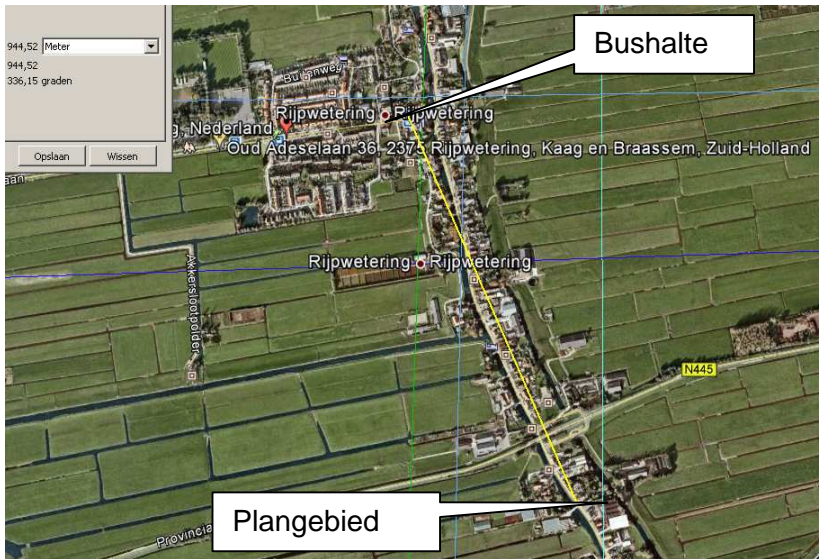 944,52 Meter
944,52
336,15 graden
Opslaan Wissen
Bushalte
Buitenweg
Rijpwetering Rijpwetering
g, Nederland
Oud Adeselaan 36, 2375 Rijpwetering, Kaag en Braassem, Zuid-Holland
aan
Rijpwetering Rijpwetering
Akkerslootpolder
N445
Plangebied
Provincia